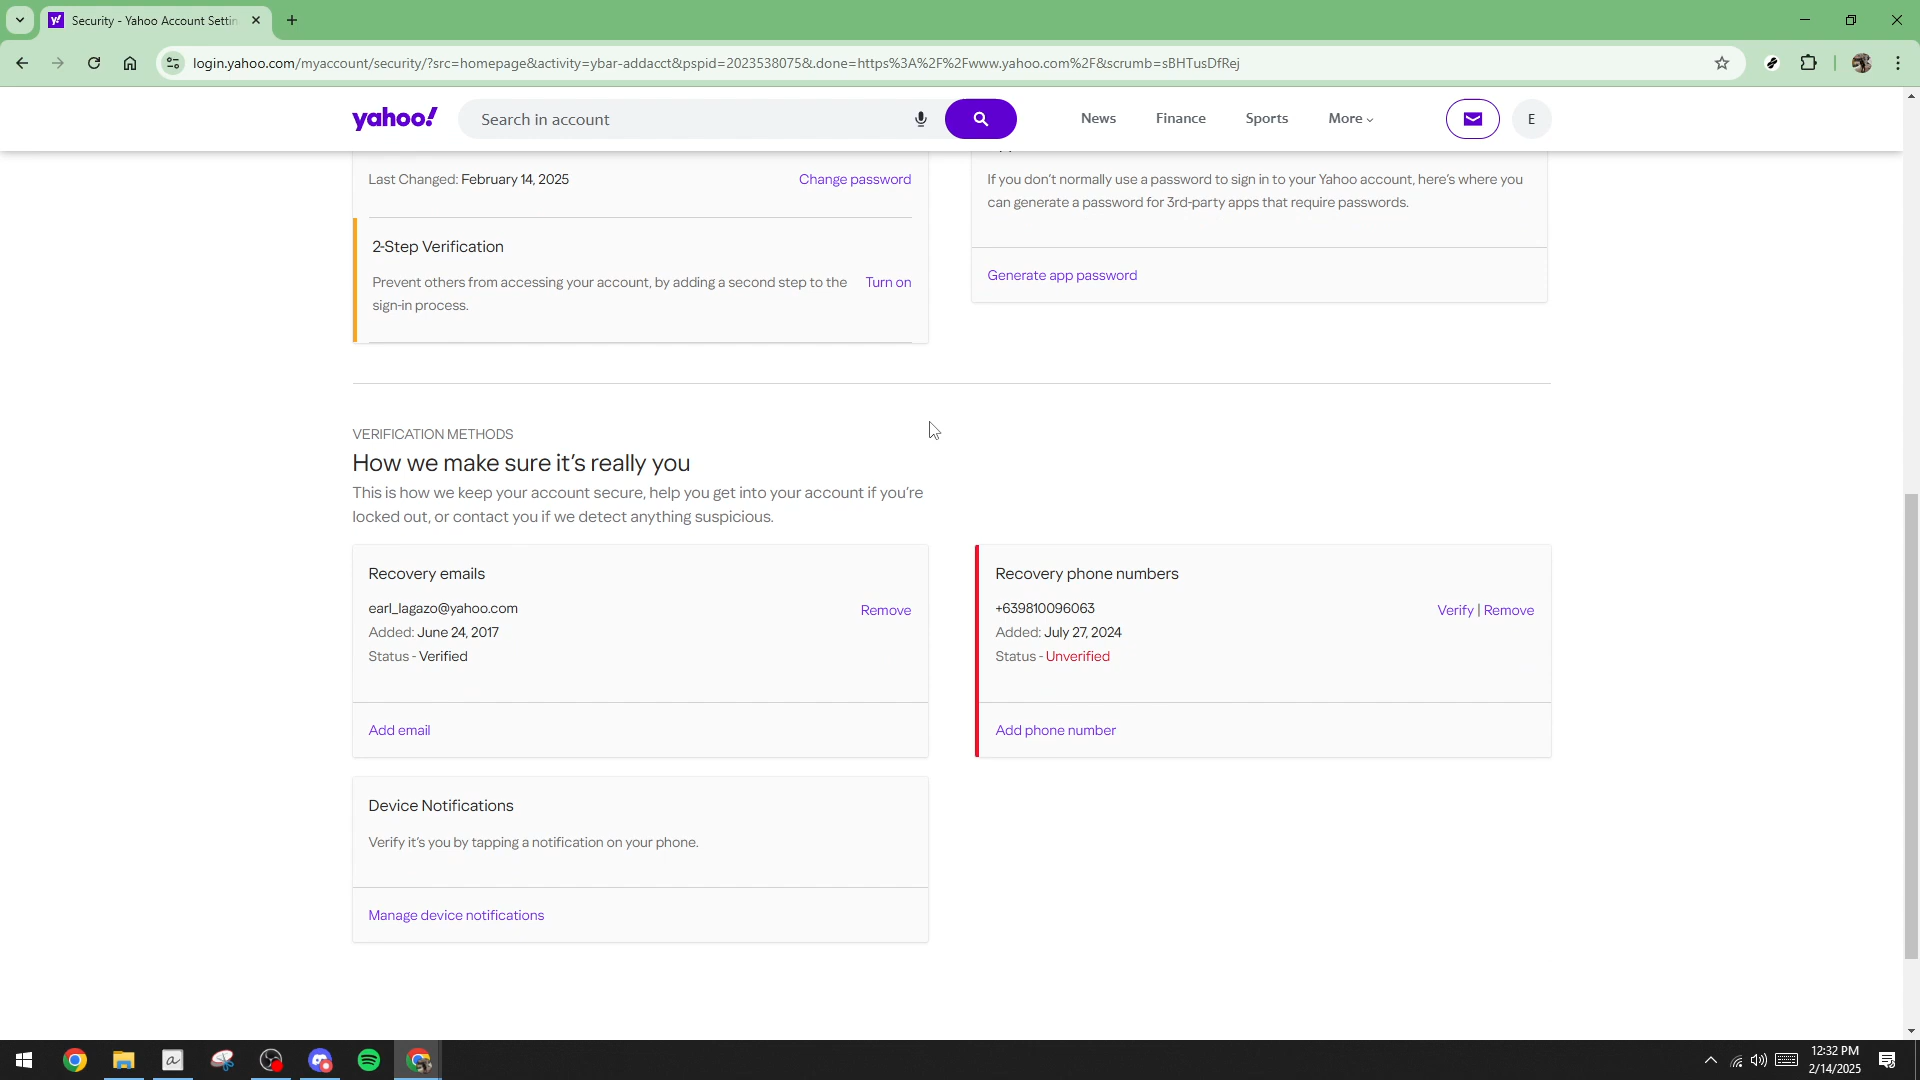 Security - Yahoo Account Settin
login.yahoo.com/myaccount/security/?src=homepage&activity=ybar-addacct&pspid=2023538075&.done=https%3A%2F%2Fwww.yahoo.com%2F&scrumb=sBHTusDfRej
yahoo!
Search in account
News
Finance
Sports
More
E
Last Changed: February 14, 2025
Change password
2-Step Verification
Prevent others from accessing your account, by adding a second step to the
sign-in process.
Turn on
If you don't normally use a password to sign in to your Yahoo account, here's where you
can generate a password for 3rd-party apps that require passwords.
Generate app password
VERIFICATION METHODS
How we make sure it's really you
This is how we keep your account secure, help you get into your account if you're
locked out, or contact you if we detect anything suspicious.
Recovery emails
earl_lagazo@yahoo.com
Remove
Added: June 24, 2017
Status - Verified
Add email
Recovery phone numbers
+639810096063
Verify | Remove
Added: July 27, 2024
Status - Unverified
Add phone number
Device Notifications
Verify it's you by tapping a notification on your phone.
Manage device notifications
12:32 PM
2/14/2025